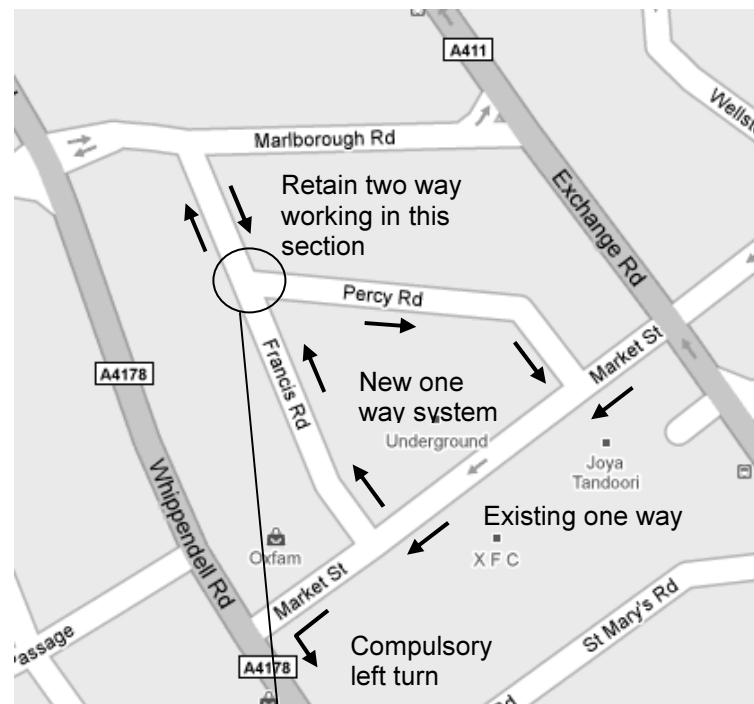 A411
Marlborough Rd
Wellst
Retain two way
working in this
section
Exchange Rd
Percy Rd
Market St
A4178
Francis Rd
New one
way system
Underground
Joya
Tandoori
Existing one way
Whippendell Rd
Oxfam
X F C
Market St
St Mary's Rd
Passage
A4178
Compulsory
left turn
Rd